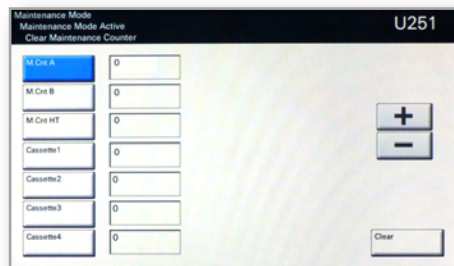 Maintenance Mode
U251
Maintenance Mode Active
Clear Maintenance Counter
M.Cnt A 0
M.Cnt B 0
M.Cnt HT 0
Cassette1 0
Cassette2 0
Cassette3 0
Cassette4 0
+
-
Clear